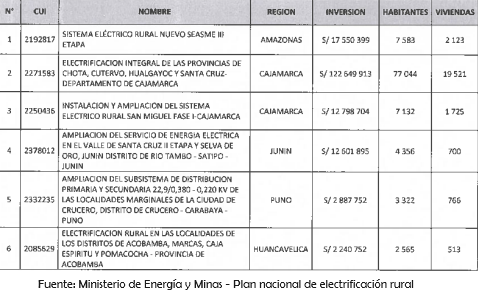 N° CUI NOMBRE REGION INVERSION HABITANTES VIVIENDAS
1 2192817 SISTEMA ELÉCTRICO RURAL NUEVO SEASME III
ETAPA AMAZONAS S/ 17 550 399 7 583 2 123
2 2271583 ELECTRIFICACION INTEGRAL DE LAS PROVINCIAS DE
CHOTA, CUTERVO, HUALGAYOC Y SANTA CRUZ-
DEPARTAMENTO DE CAJAMARCA CAJAMARCA S/ 122 649 913 77 044 19 521
3 2250436 INSTALACION Y AMPLIACIÓN DEL SISTEMA
ELECTRICO RURAL SAN MIGUEL FASE I-CAJAMARCA CAJAMARCA S/ 12 798 704 7 132 1 725
4 2378012 AMPLIACION DEL SERVICIO DE ENERGIA ELECTRICA
EN EL VALLE DE SANTA CRUZ II ETAPA Y SELVA DE
ORO, JUNIN DISTRITO DE RIO TAMBO - SATIPO -
JUNIN JUNIN S/ 12 601 895 4 356 700
5 2332235 AMPLIACION DEL SUBSISTEMA DE DISTRIBUCION
PRIMARIA Y SECUNDARIA 22,9/0,380 - 0,220 KV DE
LAS LOCALIDADES MARGINALES DE LA CIUDAD DE
CRUCERO, DISTRITO DE CRUCERO - CARABAYA -
PUNO PUNO S/ 2 887 752 3 322 766
6 2085629 ELECTRIFICACION RURAL EN LAS LOCALIDADES DE
LOS DISTRITOS DE ACOBAMBA, MARCAS, CAJA
ESPIRITU Y POMACOCHA - PROVINCIA DE
ACOBAMBA HUANCAVELICA S/ 2 240 752 2 565 513
Fuente: Ministerio de Energía y Minas - Plan nacional de electrificación rural